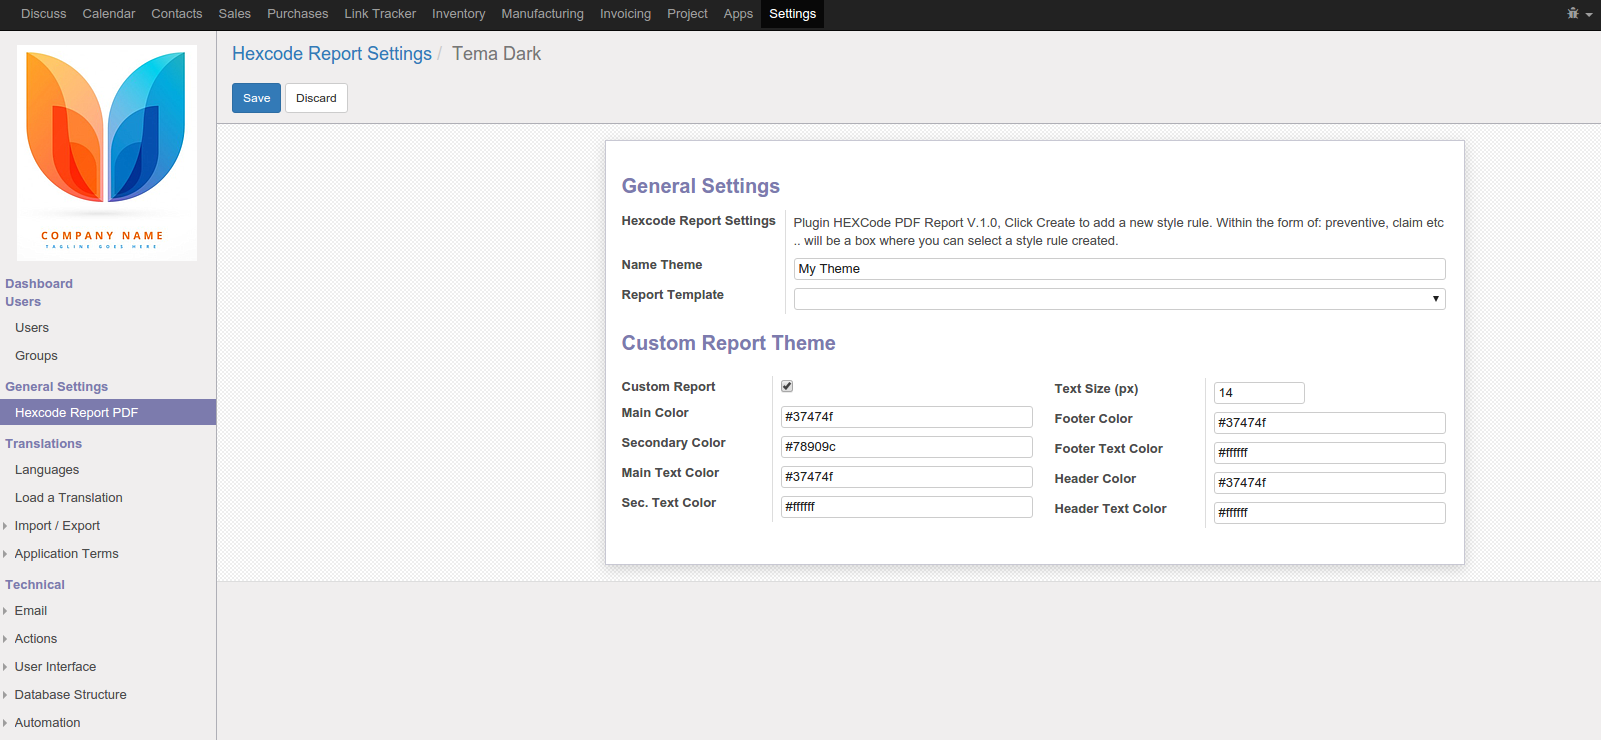 Discuss Calendar Contacts Sales Purchases Link Tracker Inventory Manufacturing Invoicing Project Apps Settings
COMPANY NAME
TAGLINE GOES HERE
Dashboard
Users
Users
Groups
General Settings
Hexcode Report PDF
Translations
Languages
Load a Translation
Import / Export
Application Terms
Technical
Email
Actions
User Interface
Database Structure
Automation
Hexcode Report Settings / Tema Dark
Save Discard
General Settings
Hexcode Report Settings Plugin HEXCode PDF Report V.1.0, Click Create to add a new style rule. Within the form of: preventive, claim etc
.. will be a box where you can select a style rule created.
Name Theme My Theme
Report Template
Custom Report Theme
Custom Report
Main Color #37474f
Secondary Color #78909c
Main Text Color #37474f
Sec. Text Color #ffffff
Text Size (px) 14
Footer Color #37474f
Footer Text Color #ffffff
Header Color #37474f
Header Text Color #ffffff